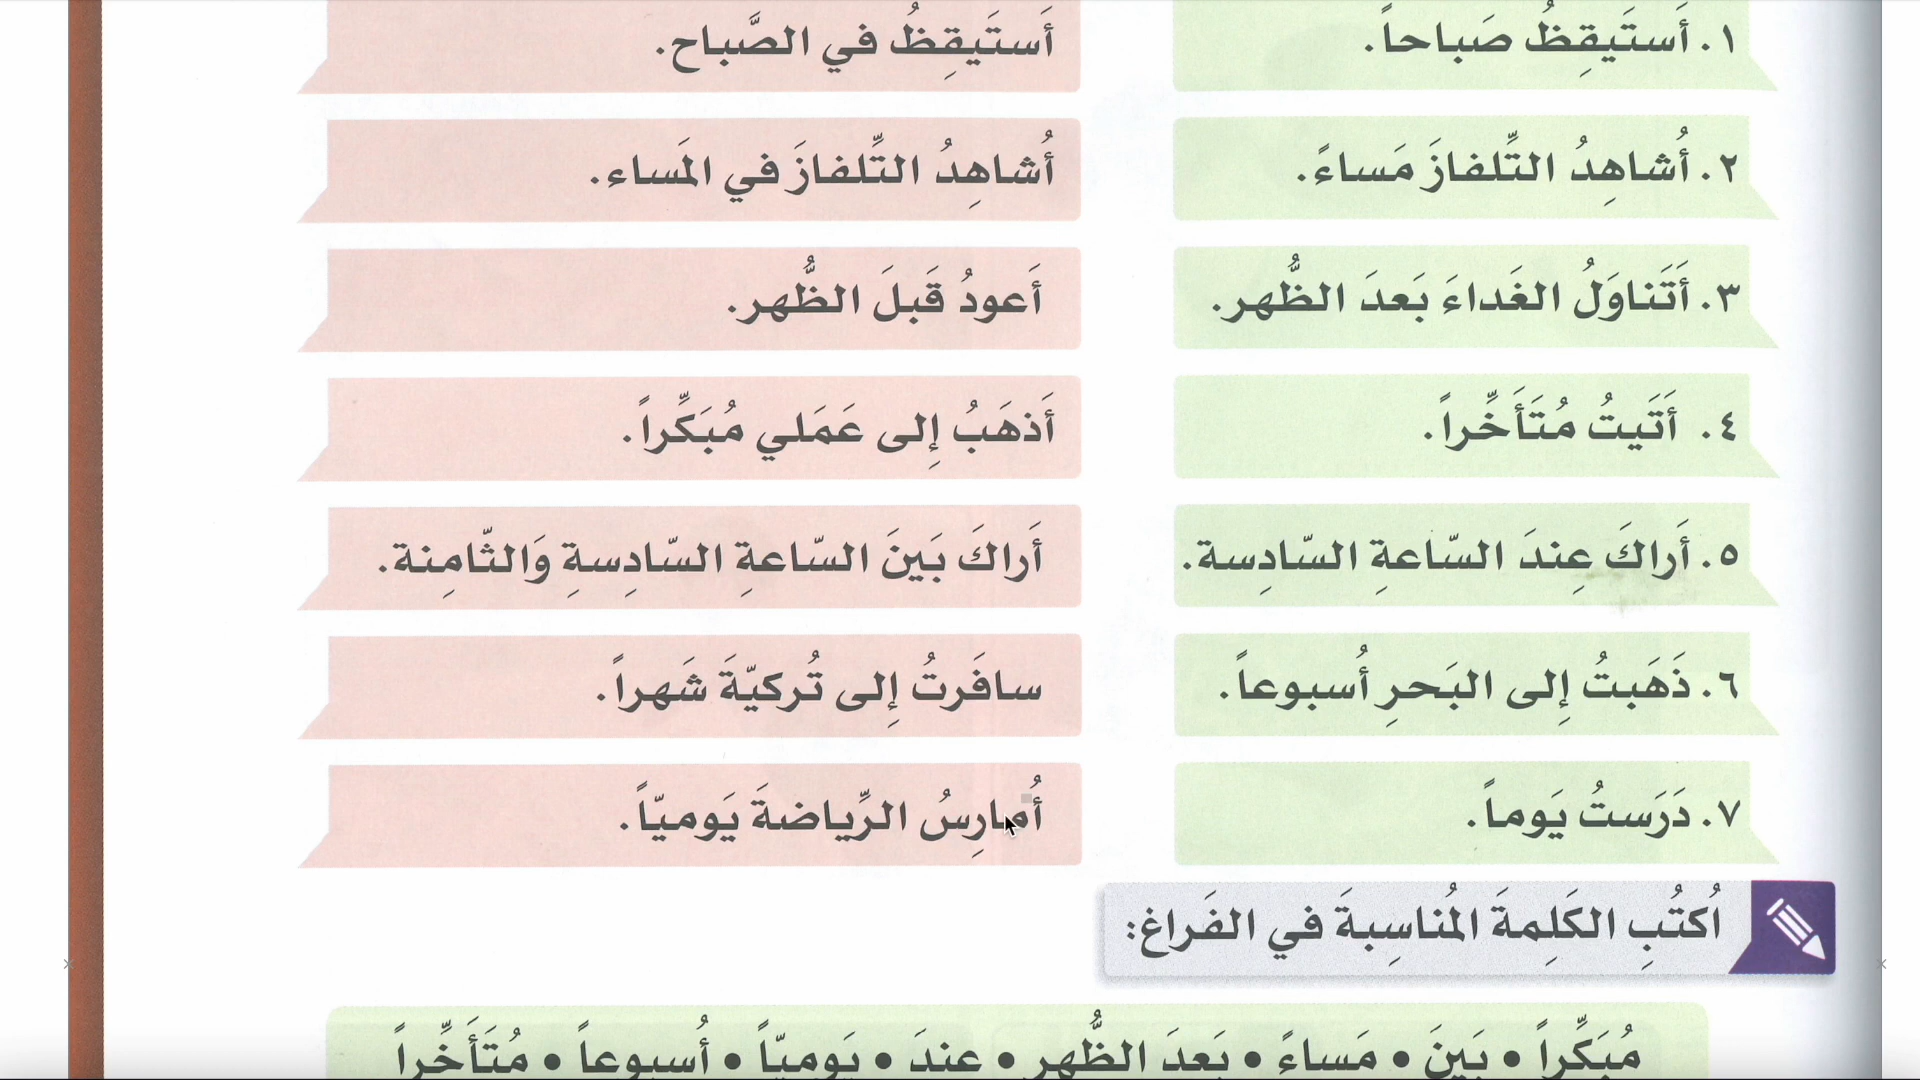 ١. أَستَيقِظُ صَباحاً.
أَستَيقِظُ في الصَّباح.
٢. أُشاهِدُ التِّلفازَ مَساءً.
أُشاهِدُ التِّلفازَ في المَساء.
٣. أَتَناوَلُ الغَداءَ بَعدَ الظُّهر.
أَعودُ قَبلَ الظُّهر.
٤. أَتَيتُ مُتَأَخِّراً.
أَذهَبُ إِلى عَمَلي مُبَكِّراً.
٥. أَراكَ عِندَ السّاعةِ السّادِسة.
أَراكَ بَينَ السّاعةِ السّادِسةِ وَالثّامِنة.
٦. ذَهَبتُ إِلى البَحرِ أُسبوعاً.
سافَرتُ إِلى تُركيّةَ شَهراً.
٧. دَرَستُ يَوماً.
أُمارِسُ الرِّياضةَ يَوميّاً.
اُكتُبِ الكَلِمةَ المُناسِبةَ في الفَراغ:
مُبَكِّراً • بَينَ • مَساءً • بَعدَ الظُّهر • عندَ • يَوميّاً • أُسبوعاً • مُتَأَخِّراً